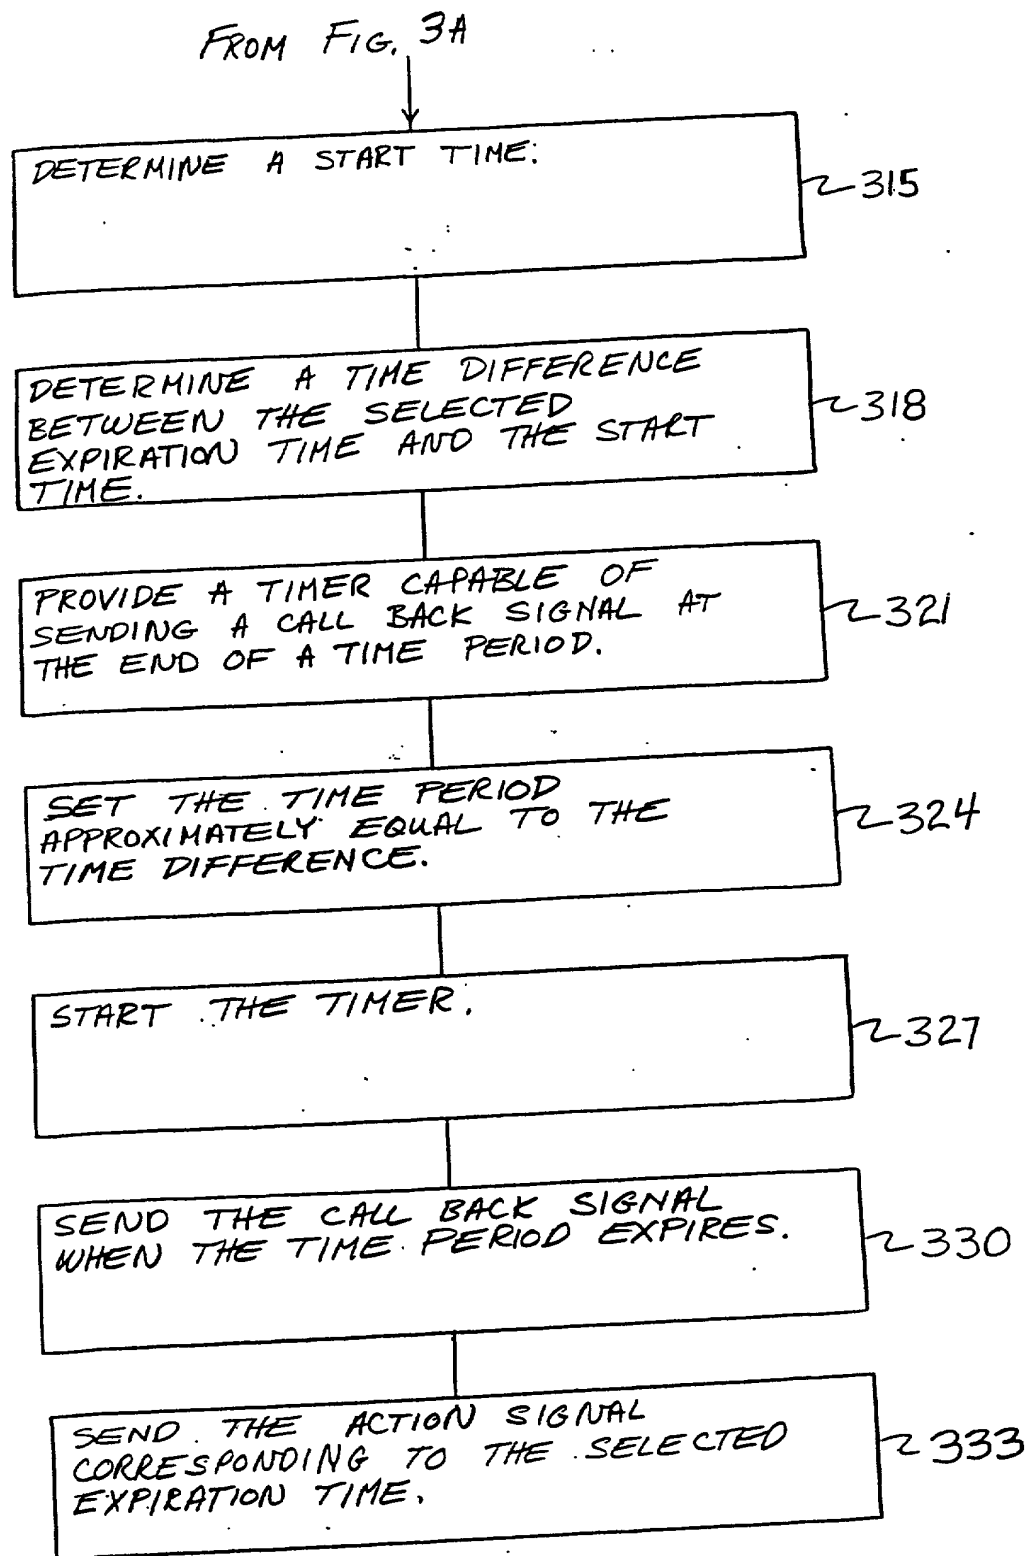 FROM FIG. 3A
DETERMINE A START TIME.
315
DETERMINE A TIME DIFFERENCE
BETWEEN THE SELECTED
EXPIRATION TIME AND THE START
TIME.
318
PROVIDE A TIMER CAPABLE OF
SENDING A CALL BACK SIGNAL AT
THE END OF A TIME PERIOD.
321
SET THE TIME PERIOD
APPROXIMATELY EQUAL TO THE
TIME DIFFERENCE.
324
START THE TIMER.
327
SEND THE CALL BACK SIGNAL
WHEN THE TIME PERIOD EXPIRES.
330
SEND THE ACTION SIGNAL
CORRESPONDING TO THE SELECTED
EXPIRATION TIME.
333